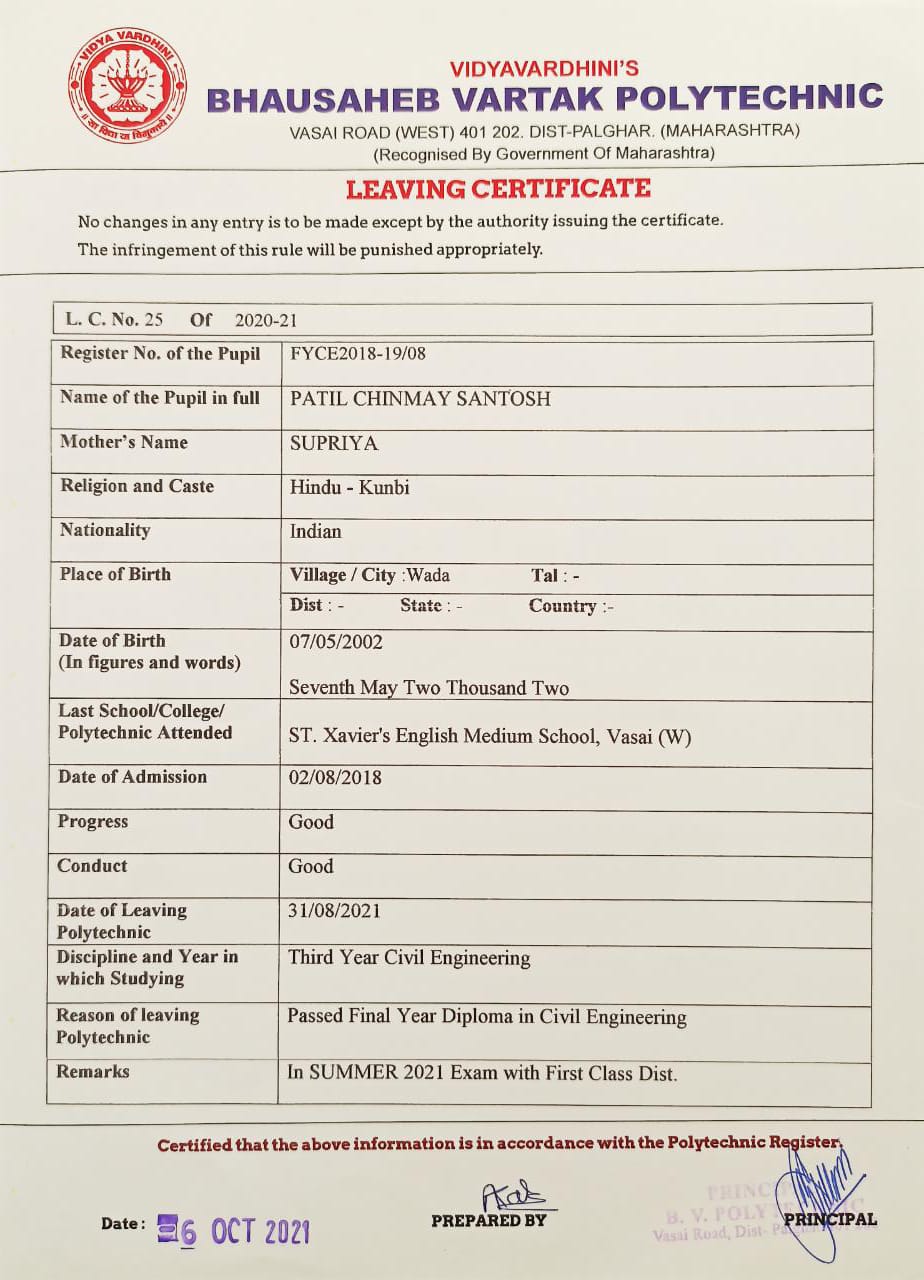 VIDYA VARDHINI
॥ सा विद्या या विमुक्तये ॥
VIDYAVARDHINI'S
BHAUSAHEB VARTAK POLYTECHNIC
VASAI ROAD (WEST) 401 202. DIST-PALGHAR. (MAHARASHTRA)
(Recognised By Government Of Maharashtra)
LEAVING CERTIFICATE
No changes in any entry is to be made except by the authority issuing the certificate.
The infringement of this rule will be punished appropriately.
L. C. No. 25 Of 2020-21
Register No. of the Pupil FYCE2018-19/08
Name of the Pupil in full PATIL CHINMAY SANTOSH
Mother's Name SUPRIYA
Religion and Caste Hindu - Kunbi
Nationality Indian
Place of Birth Village / City :Wada Tal : -
Dist : - State : - Country :-
Date of Birth 07/05/2002
(In figures and words)
Seventh May Two Thousand Two
Last School/College/
Polytechnic Attended ST. Xavier's English Medium School, Vasai (W)
Date of Admission 02/08/2018
Progress Good
Conduct Good
Date of Leaving 31/08/2021
Polytechnic
Discipline and Year in Third Year Civil Engineering
which Studying
Reason of leaving Passed Final Year Diploma in Civil Engineering
Polytechnic
Remarks In SUMMER 2021 Exam with First Class Dist.
Certified that the above information is in accordance with the Polytechnic Register.
Date : 6 OCT 2021
PREPARED BY
B. V. POLYTECHNIC
Vasai Road, Dist-
PRINCIPAL